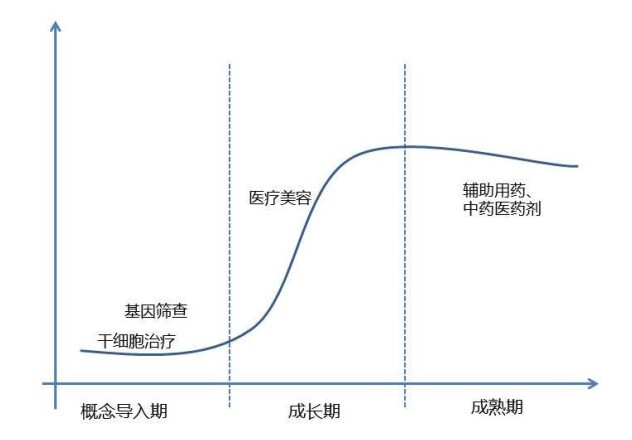 医疗美容
辅助用药、
中药医药剂
基因筛查
干细胞治疗
概念导入期
成长期
成熟期